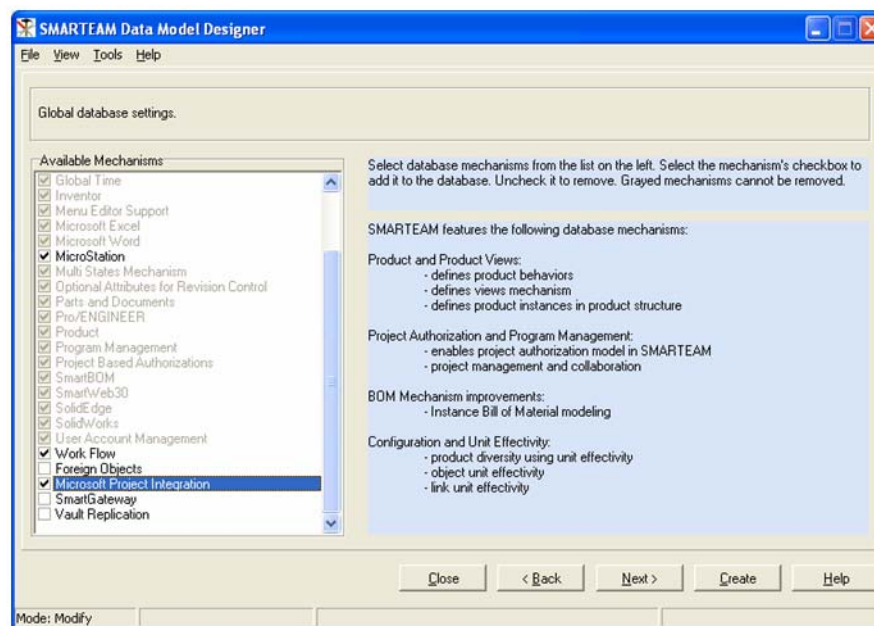 SMARTEAM Data Model Designer
File View Tools Help
Global database settings.
Available Mechanisms
Global Time
Inventor
Menu Editor Support
Microsoft Excel
Microsoft Word
MicroStation
Multi States Mechanism
Optional Attributes for Revision Control
Parts and Documents
Pro/ENGINEER
Product
Program Management
Project Based Authorizations
SmartBOM
SmartWeb30
SolidEdge
SolidWorks
User Account Management
Work Flow
Foreign Objects
Microsoft Project Integration
SmartGateway
Vault Replication
Select database mechanisms from the list on the left. Select the mechanism's checkbox to
add it to the database. Uncheck it to remove. Grayed mechanisms cannot be removed.
SMARTEAM features the following database mechanisms:
Product and Product Views:
- defines product behaviors
- defines views mechanism
- defines product instances in product structure
Project Authorization and Program Management:
- enables project authorization model in SMARTEAM
- project management and collaboration
BOM Mechanism improvements:
- Instance Bill of Material modeling
Configuration and Unit Effectivity:
- product diversity using unit effectivity
- object unit effectivity
- link unit effectivity
Close
< Back
Next >
Create
Help
Mode: Modify